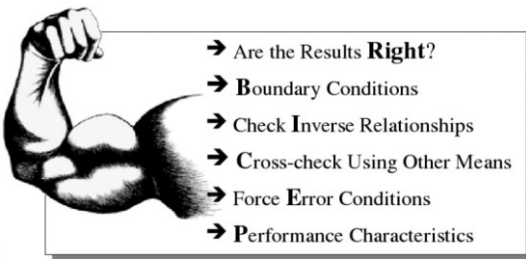 ➔ Are the Results Right?
➔ Boundary Conditions
➔ Check Inverse Relationships
➔ Cross-check Using Other Means
➔ Force Error Conditions
➔ Performance Characteristics